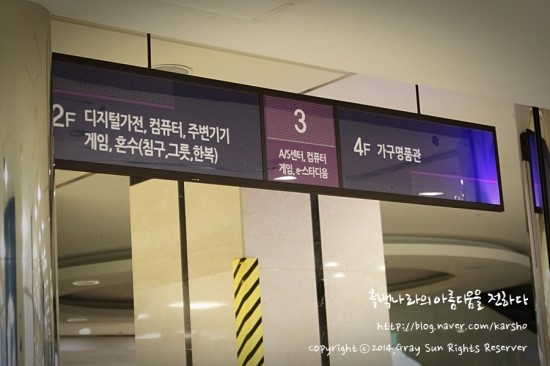 2F 디지털가전, 컴퓨터, 주변기기
게임, 혼수(침구,그릇,한복)
3
A/S센터, 컴퓨터
게임, e-스타디움
4F 가구명품관
흑백나라의 아름다움을 전하다
http://blog.naver.com/karsho
copyright ⓒ 2014 Gray Sun Rights Reserver